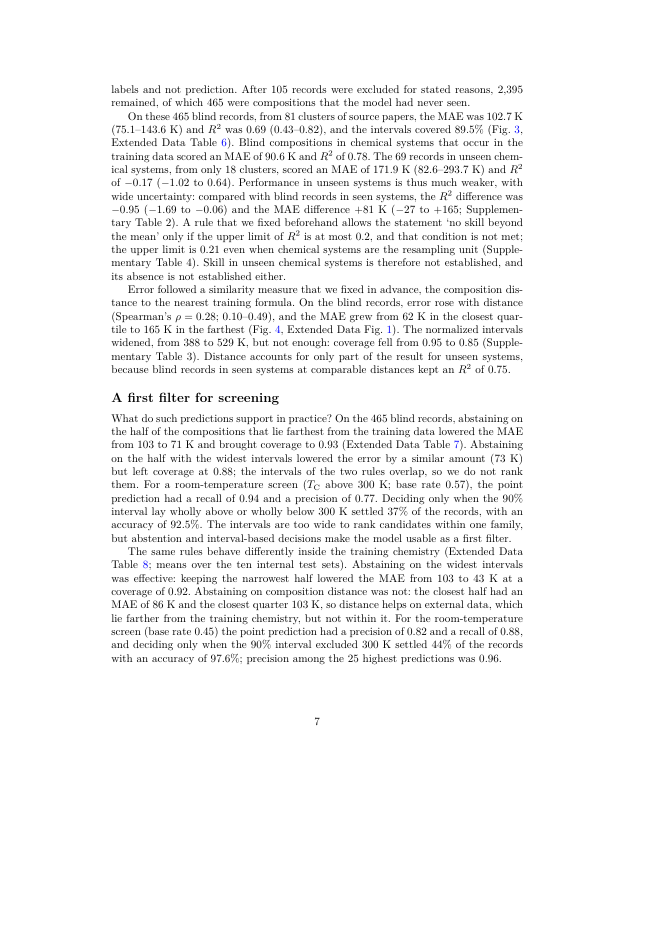 labels and not prediction. After 105 records were excluded for stated reasons, 2,395
remained, of which 465 were compositions that the model had never seen.
On these 465 blind records, from 81 clusters of source papers, the MAE was 102.7 K
(75.1–143.6 K) and R² was 0.69 (0.43–0.82), and the intervals covered 89.5% (Fig. 3,
Extended Data Table 6). Blind compositions in chemical systems that occur in the
training data scored an MAE of 90.6 K and R² of 0.78. The 69 records in unseen chem-
ical systems, from only 18 clusters, scored an MAE of 171.9 K (82.6–293.7 K) and R²
of −0.17 (−1.02 to 0.64). Performance in unseen systems is thus much weaker, with
wide uncertainty: compared with blind records in seen systems, the R² difference was
−0.95 (−1.69 to −0.06) and the MAE difference +81 K (−27 to +165; Supplemen-
tary Table 2). A rule that we fixed beforehand allows the statement ‘no skill beyond
the mean’ only if the upper limit of R² is at most 0.2, and that condition is not met;
the upper limit is 0.21 even when chemical systems are the resampling unit (Supple-
mentary Table 4). Skill in unseen chemical systems is therefore not established, and
its absence is not established either.
Error followed a similarity measure that we fixed in advance, the composition dis-
tance to the nearest training formula. On the blind records, error rose with distance
(Spearman’s ρ = 0.28; 0.10–0.49), and the MAE grew from 62 K in the closest quar-
tile to 165 K in the farthest (Fig. 4, Extended Data Fig. 1). The normalized intervals
widened, from 388 to 529 K, but not enough: coverage fell from 0.95 to 0.85 (Supple-
mentary Table 3). Distance accounts for only part of the result for unseen systems,
because blind records in seen systems at comparable distances kept an R² of 0.75.
A first filter for screening
What do such predictions support in practice? On the 465 blind records, abstaining on
the half of the compositions that lie farthest from the training data lowered the MAE
from 103 to 71 K and brought coverage to 0.93 (Extended Data Table 7). Abstaining
on the half with the widest intervals lowered the error by a similar amount (73 K)
but left coverage at 0.88; the intervals of the two rules overlap, so we do not rank
them. For a room-temperature screen (T_C above 300 K; base rate 0.57), the point
prediction had a recall of 0.94 and a precision of 0.77. Deciding only when the 90%
interval lay wholly above or wholly below 300 K settled 37% of the records, with an
accuracy of 92.5%. The intervals are too wide to rank candidates within one family,
but abstention and interval-based decisions make the model usable as a first filter.
The same rules behave differently inside the training chemistry (Extended Data
Table 8; means over the ten internal test sets). Abstaining on the widest intervals
was effective: keeping the narrowest half lowered the MAE from 103 to 43 K at a
coverage of 0.92. Abstaining on composition distance was not: the closest half had an
MAE of 86 K and the closest quarter 103 K, so distance helps on external data, which
lie farther from the training chemistry, but not within it. For the room-temperature
screen (base rate 0.45) the point prediction had a precision of 0.82 and a recall of 0.88,
and deciding only when the 90% interval excluded 300 K settled 44% of the records
with an accuracy of 97.6%; precision among the 25 highest predictions was 0.96.
7